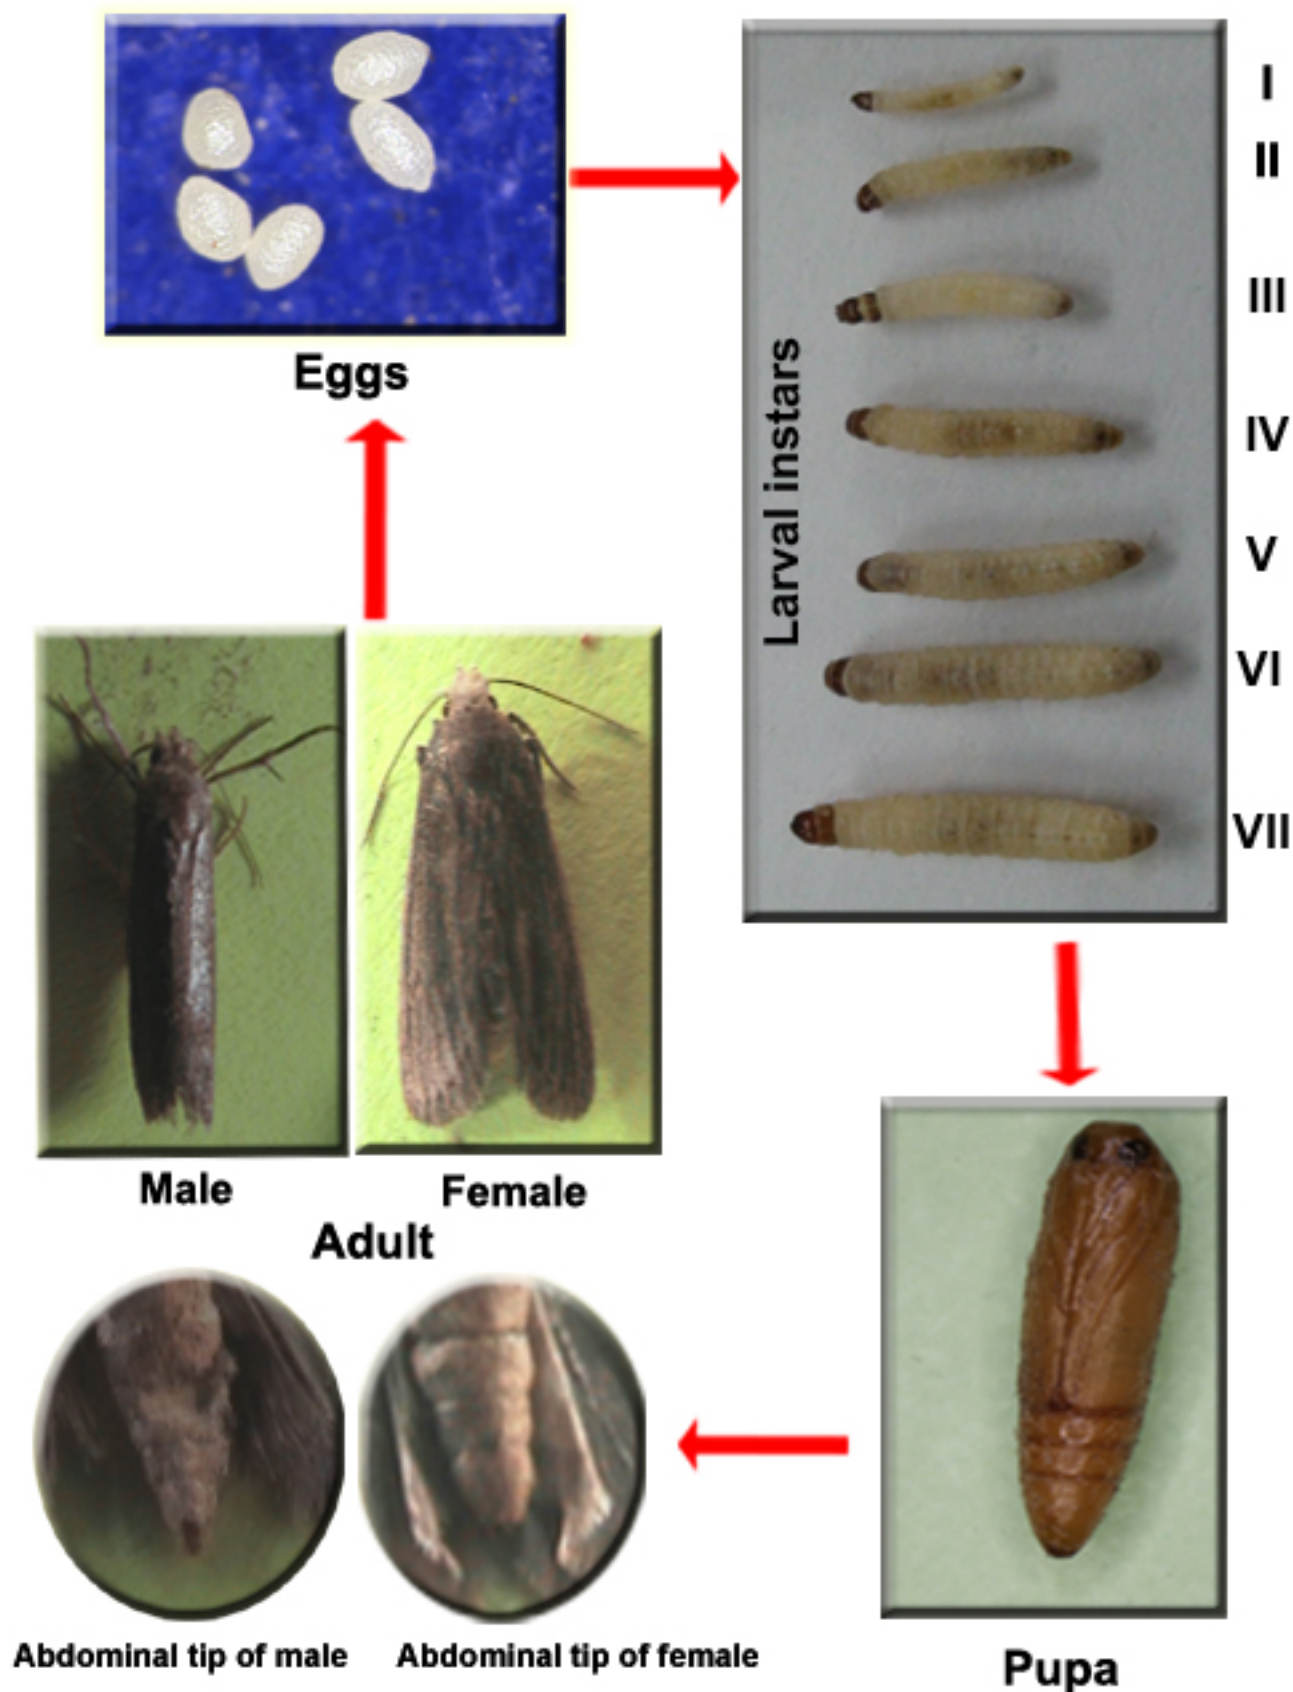 Eggs
Larval instars
I
II
III
IV
V
VI
VII
Male
Female
Adult
Abdominal tip of male
Abdominal tip of female
Pupa